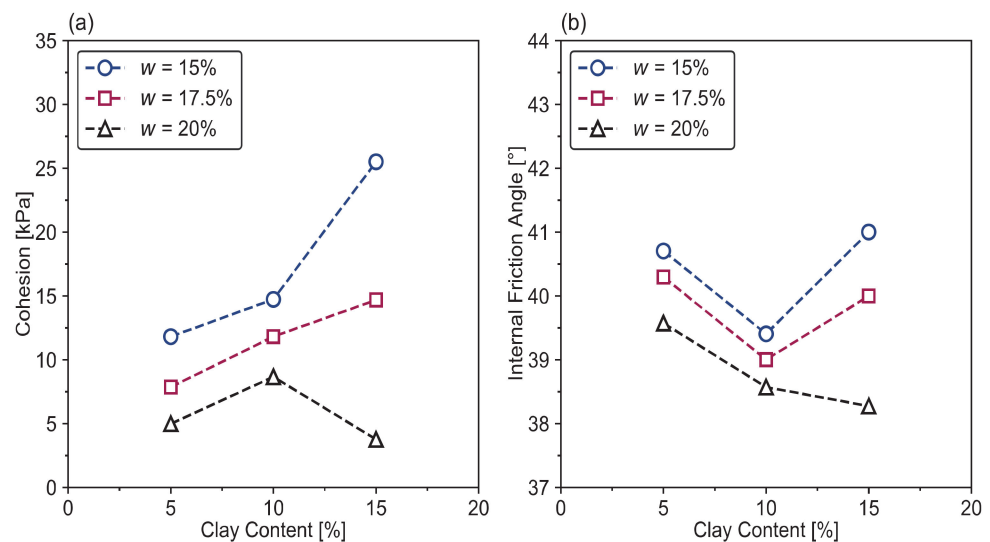 (a)
35
30
25
20
15
10
5
0
0
5
10
15
20
Cohesion [kPa]
Clay Content [%]
w = 15%
w = 17.5%
w = 20%
(b)
44
43
42
41
40
39
38
37
0
5
10
15
20
Internal Friction Angle [°]
Clay Content [%]
w = 15%
w = 17.5%
w = 20%